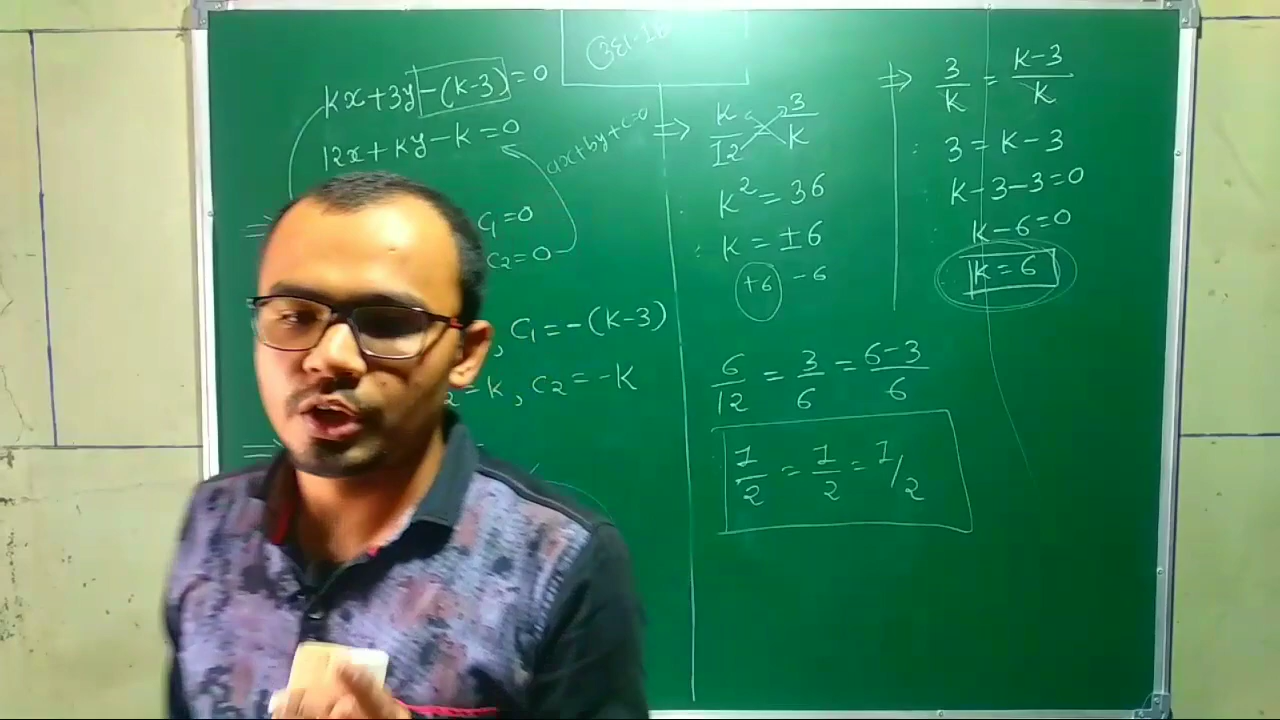 kx+3y-(k-3)=0
12x+ky-k=0
ax+by+c=0
⇒
c₁=0
c₂=0
, c₁=-(k-3)
₂=k, c₂=-k
⇒
⇒ k/12 = 3/k
k²=36
∴ k=±6
+6 -6
6/12 = 3/6 = 6-3/6
1/2 = 1/2 = 1/2
⇒ 3/k = k-3/k
∴ 3=k-3
k-3-3=0
∴ k-6=0
k=6